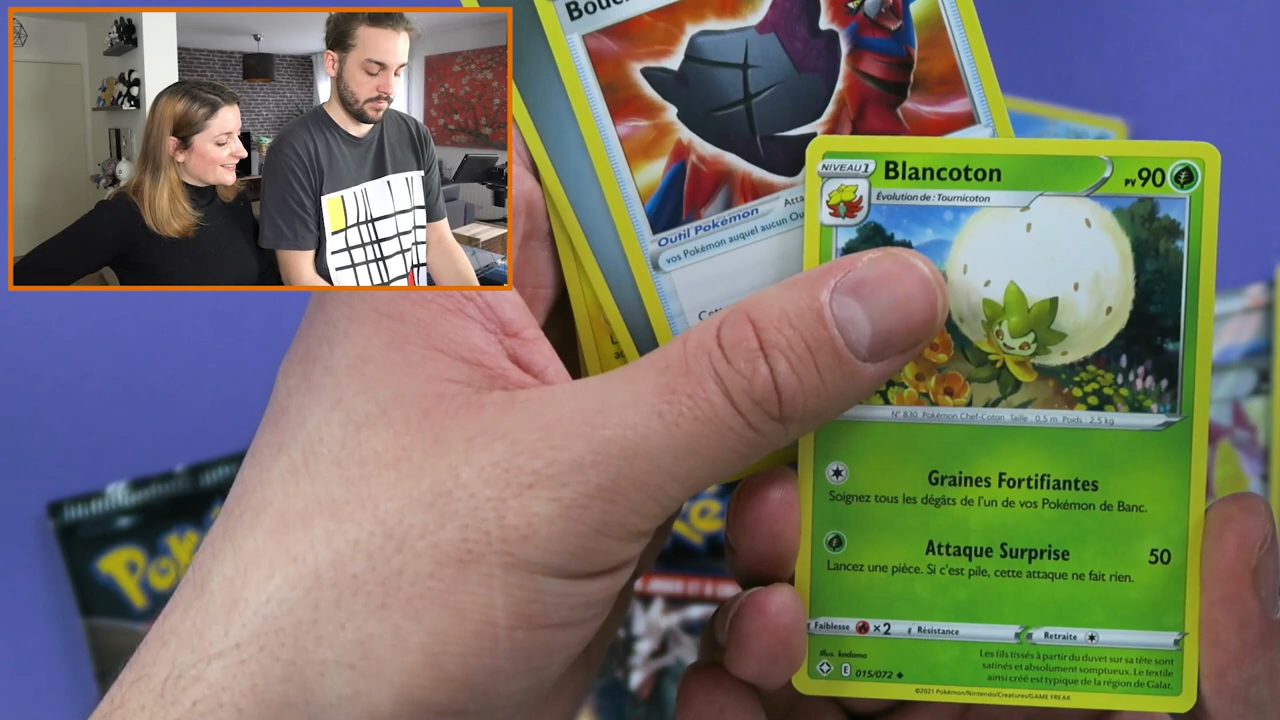 Outil Pokémon
vos Pokémon auquel aucun
NIVEAU 1
Blancoton
PV 90
Évolution de : Tournicoton
N° 830 Pokémon Chef-Coton Taille : 0,5 m Poids : 2,5 kg
Graines Fortifiantes
Soignez tous les dégâts de l'un de vos Pokémon de Banc.
Attaque Surprise 50
Lancez une pièce. Si c'est pile, cette attaque ne fait rien.
Faiblesse ×2 Résistance Retraite
Illus. kodama
E 015/072
Les fils tissés à partir du duvet sur sa tête sont
satinés et absolument somptueux. Le textile
ainsi créé est typique de la région de Galar.
©2021 Pokémon/Nintendo/Creatures/GAME FREAK